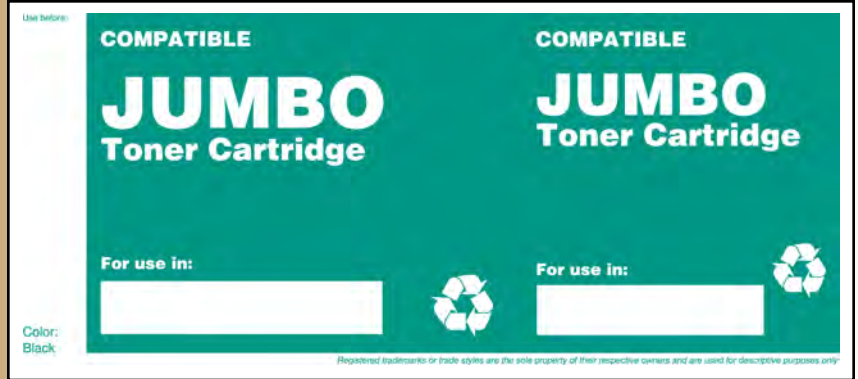 Use before:
COMPATIBLE
JUMBO
Toner Cartridge
For use in:
COMPATIBLE
JUMBO
Toner Cartridge
For use in:
Color:
Black
Registered trademarks or trade styles are the sole property of their respective owners and are used for descriptive purposes only